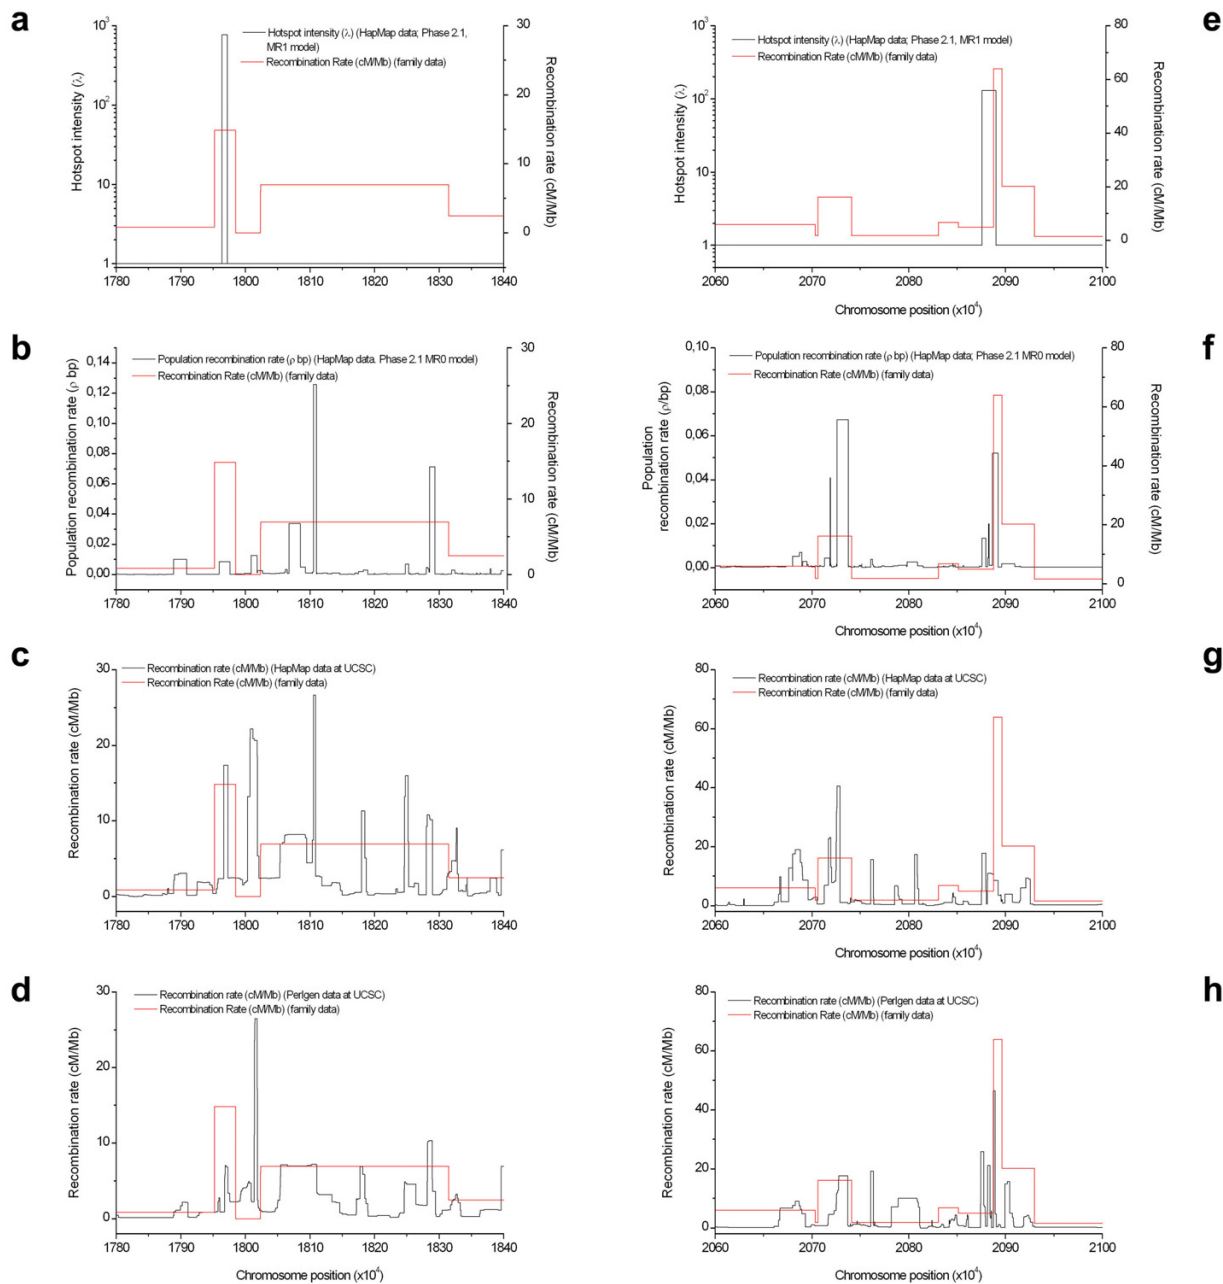 a
10³
10²
10
1
Hotspot intensity (λ)
Hotspot intensity (λ) (HapMap data; Phase 2.1,
MR1 model)
Recombination Rate (cM/Mb) (family data)
30
20
10
0
Recombination rate (cM/Mb)
1780 1790 1800 1810 1820 1830 1840
e
10³
10²
10
1
Hotspot intensity (λ)
Hotspot intensity (λ) (HapMap data; Phase 2.1, MR1 model)
Recombination Rate (cM/Mb) (family data)
80
60
40
20
0
Recombination rate (cM/Mb)
2060 2070 2080 2090 2100
Chromosome position (x10⁴)
b
0,14
0,12
0,10
0,08
0,06
0,04
0,02
0,00
Population recombination rate (ρ bp)
Population recombination rate (ρ bp) (HapMap data. Phase 2.1 MR0 model)
Recombination Rate (cM/Mb) (family data)
30
20
10
0
Recombination rate (cM/Mb)
1780 1790 1800 1810 1820 1830 1840
f
0,10
0,08
0,06
0,04
0,02
0,00
Population
recombination rate (ρ/bp)
Population recombination rate (ρ bp) (HapMap data; Phase 2.1 MR0 model)
Recombination Rate (cM/Mb) (family data)
80
60
40
20
0
Recombination rate (cM/Mb)
2060 2070 2080 2090 2100
Chromosome position (x10⁴)
c
30
20
10
0
Recombination rate (cM/Mb)
Recombination rate (cM/Mb) (HapMap data at UCSC)
Recombination Rate (cM/Mb) (family data)
1780 1790 1800 1810 1820 1830 1840
g
80
60
40
20
0
Recombination rate (cM/Mb)
Recombination rate (cM/Mb) (HapMap data at UCSC)
Recombination Rate (cM/Mb) (family data)
2060 2070 2080 2090 2100
Chromosome position (x10⁴)
d
30
20
10
0
Recombination rate (cM/Mb)
Recombination rate (cM/Mb) (Perlgen data at UCSC)
Recombination Rate (cM/Mb) (family data)
1780 1790 1800 1810 1820 1830 1840
Chromosome position (x10⁴)
h
80
60
40
20
0
Recombination rate (cM/Mb)
Recombination rate (cM/Mb) (Perlgen data at UCSC)
Recombination Rate (cM/Mb) (family data)
2060 2070 2080 2090 2100
Chromosome position (x10⁴)